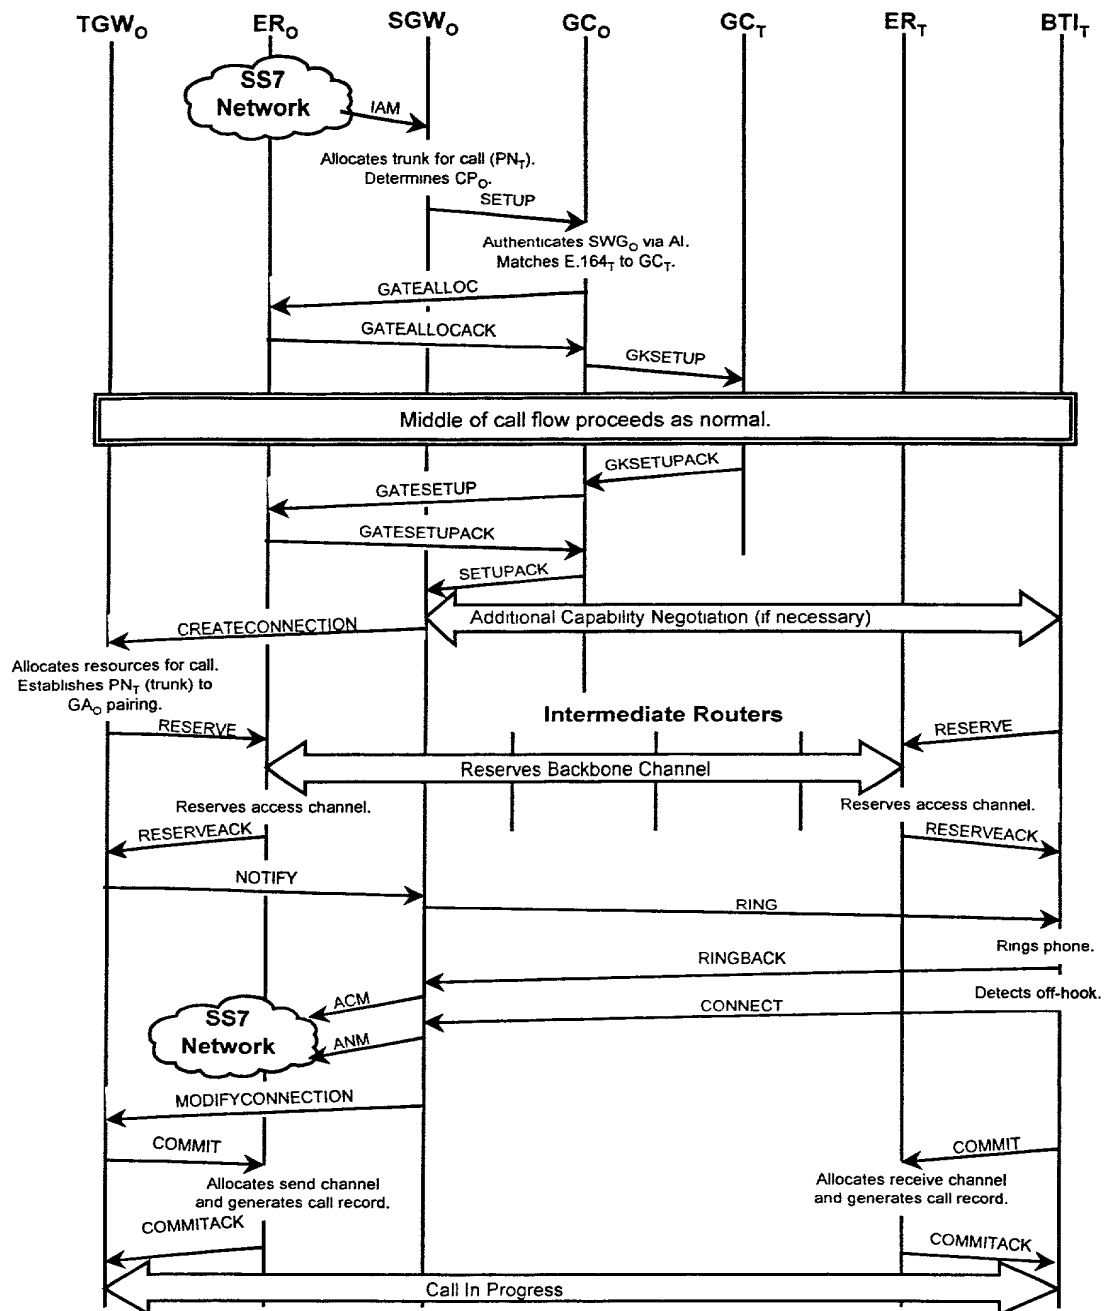 TGWO ERO SGWO GCO GCT ERT BTIT
SS7
Network
IAM
Allocates trunk for call (PNT).
Determines CPO.
SETUP
Authenticates SWGO via AI.
Matches E.164T to GCT.
GATEALLOC
GATEALLOCACK
GKSETUP
Middle of call flow proceeds as normal.
GKSETUPACK
GATESETUP
GATESETUPACK
SETUPACK
Additional Capability Negotiation (if necessary)
CREATECONNECTION
Allocates resources for call.
Establishes PNT (trunk) to
GAO pairing.
Intermediate Routers
RESERVE
RESERVE
Reserves Backbone Channel
Reserves access channel.
Reserves access channel.
RESERVEACK
RESERVEACK
NOTIFY
RING
Rings phone.
RINGBACK
Detects off-hook.
ACM
CONNECT
SS7
Network
ANM
MODIFYCONNECTION
COMMIT
COMMIT
Allocates send channel
and generates call record.
Allocates receive channel
and generates call record.
COMMITACK
COMMITACK
Call In Progress